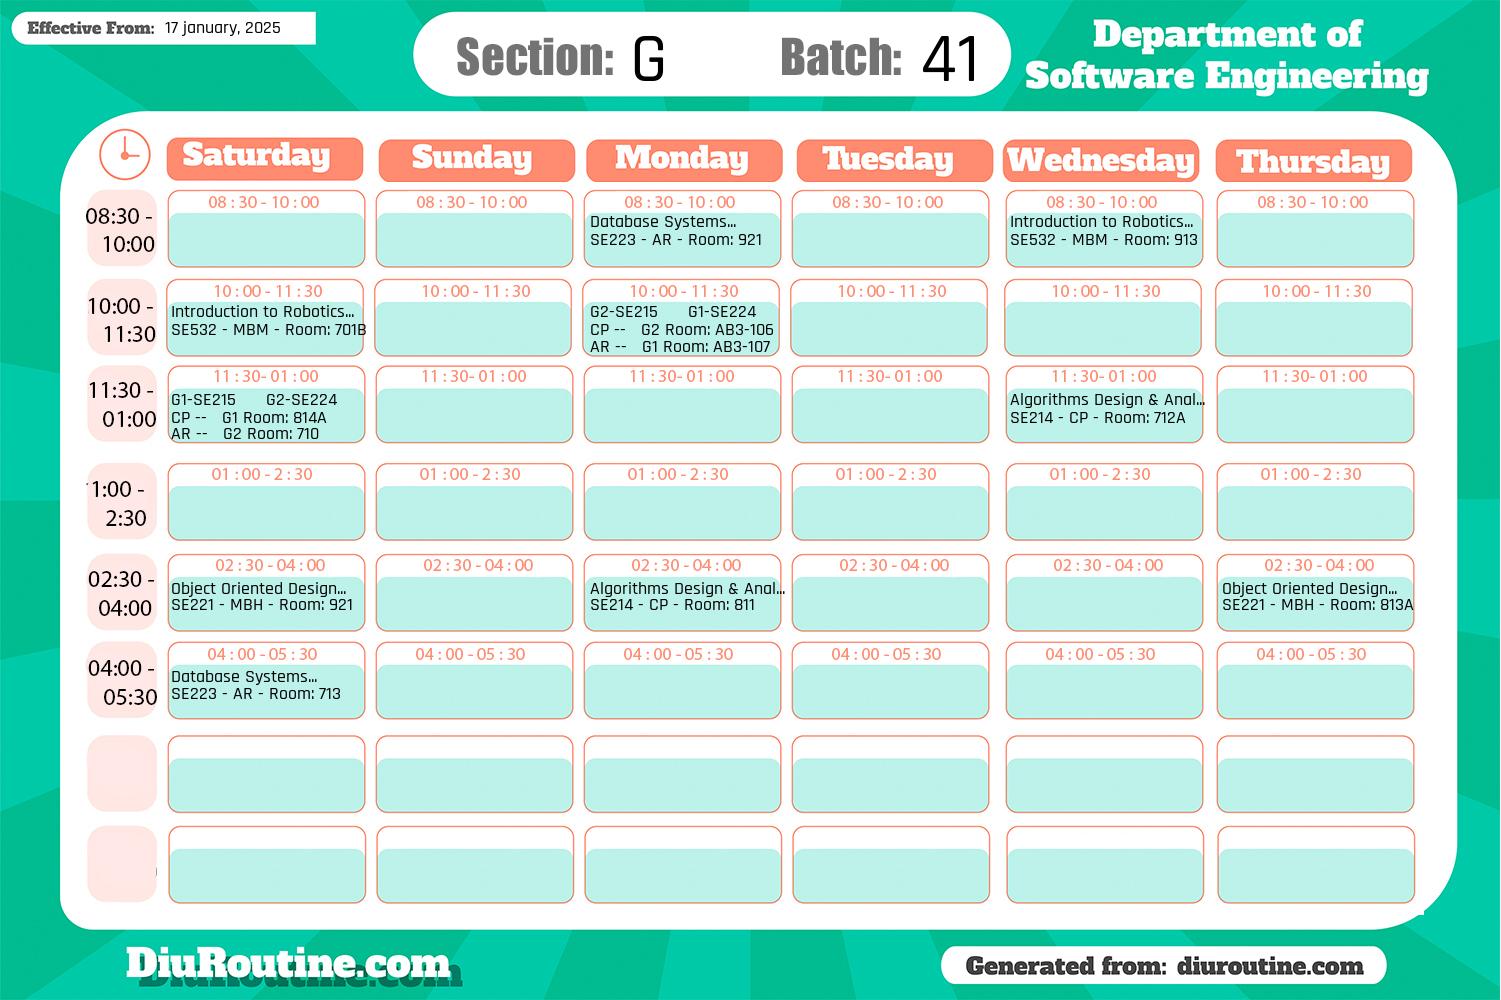 Effective From: 17 january, 2025
Section: G
Batch: 41
Department of
Software Engineering
Saturday
Sunday
Monday
Tuesday
Wednesday
Thursday
08:30 -
10:00
08:30-10:00
08:30-10:00
08:30-10:00
Database Systems...
SE223 - AR - Room: 921
08:30-10:00
08:30-10:00
Introduction to Robotics...
SE532 - MBM - Room: 913
08:30-10:00
10:00 -
11:30
10:00-11:30
Introduction to Robotics...
SE532 - MBM - Room: 701B
10:00-11:30
10:00-11:30
G2-SE215 G1-SE224
CP -- G2 Room: AB3-106
AR -- G1 Room: AB3-107
10:00-11:30
10:00-11:30
10:00-11:30
11:30 -
01:00
11:30-01:00
G1-SE215 G2-SE224
CP -- G1 Room: 814A
AR -- G2 Room: 710
11:30-01:00
11:30-01:00
11:30-01:00
11:30-01:00
Algorithms Design & Anal...
SE214 - CP - Room: 712A
11:30-01:00
1:00 -
2:30
01:00-2:30
01:00-2:30
01:00-2:30
01:00-2:30
01:00-2:30
01:00-2:30
02:30 -
04:00
02:30-04:00
Object Oriented Design...
SE221 - MBH - Room: 921
02:30-04:00
02:30-04:00
Algorithms Design & Anal...
SE214 - CP - Room: 811
02:30-04:00
02:30-04:00
02:30-04:00
Object Oriented Design...
SE221 - MBH - Room: 813A
04:00 -
05:30
04:00-05:30
Database Systems...
SE223 - AR - Room: 713
04:00-05:30
04:00-05:30
04:00-05:30
04:00-05:30
04:00-05:30
DiuRoutine.com
Generated from: diuroutine.com